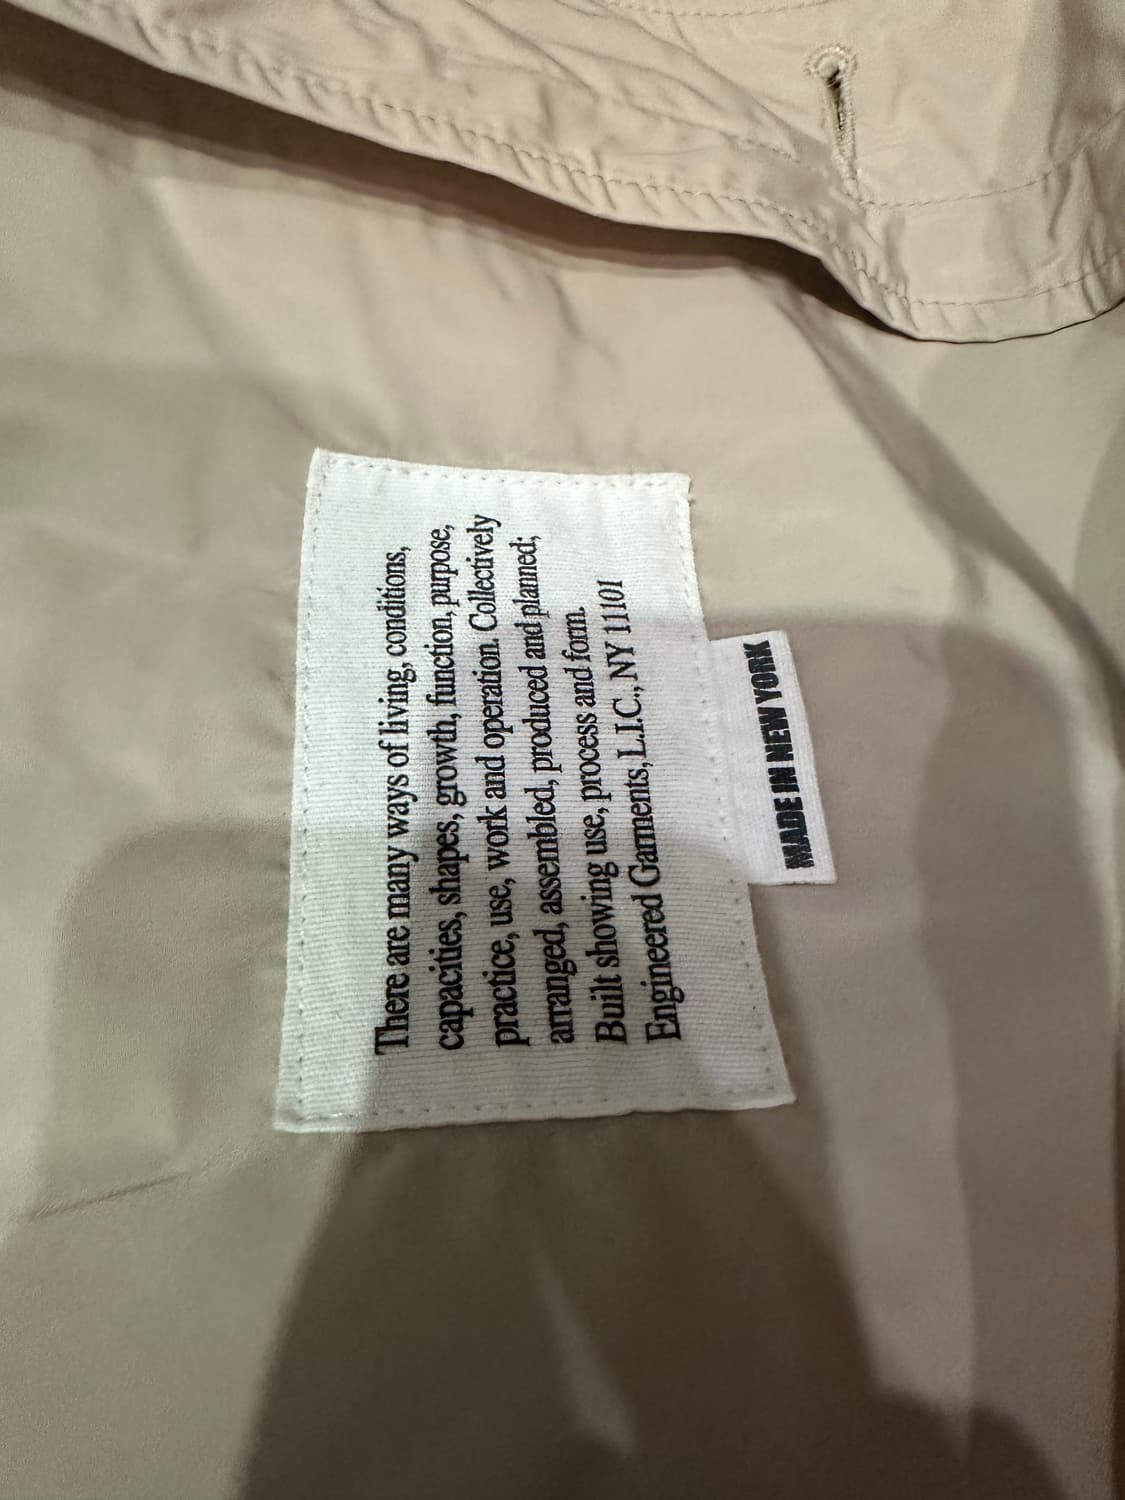 There are many ways of living, conditions,
capacities, shapes, growth, function, purpose,
practice, use, work and operation. Collectively
arranged, assembled, produced and planned;
Built showing use, process and form.
Engineered Garments, L.I.C., NY 11101
MADE IN NEW YORK